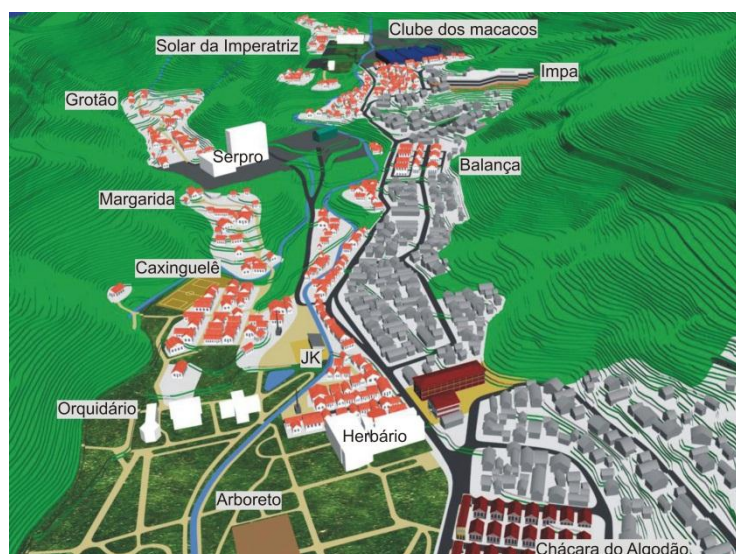 Clube dos macacos
Solar da Imperatriz
Impa
Grotão
Serpro
Balança
Margarida
Caxinguelê
JK
Orquidário
Herbário
Arboreto
Chácara do Algodão